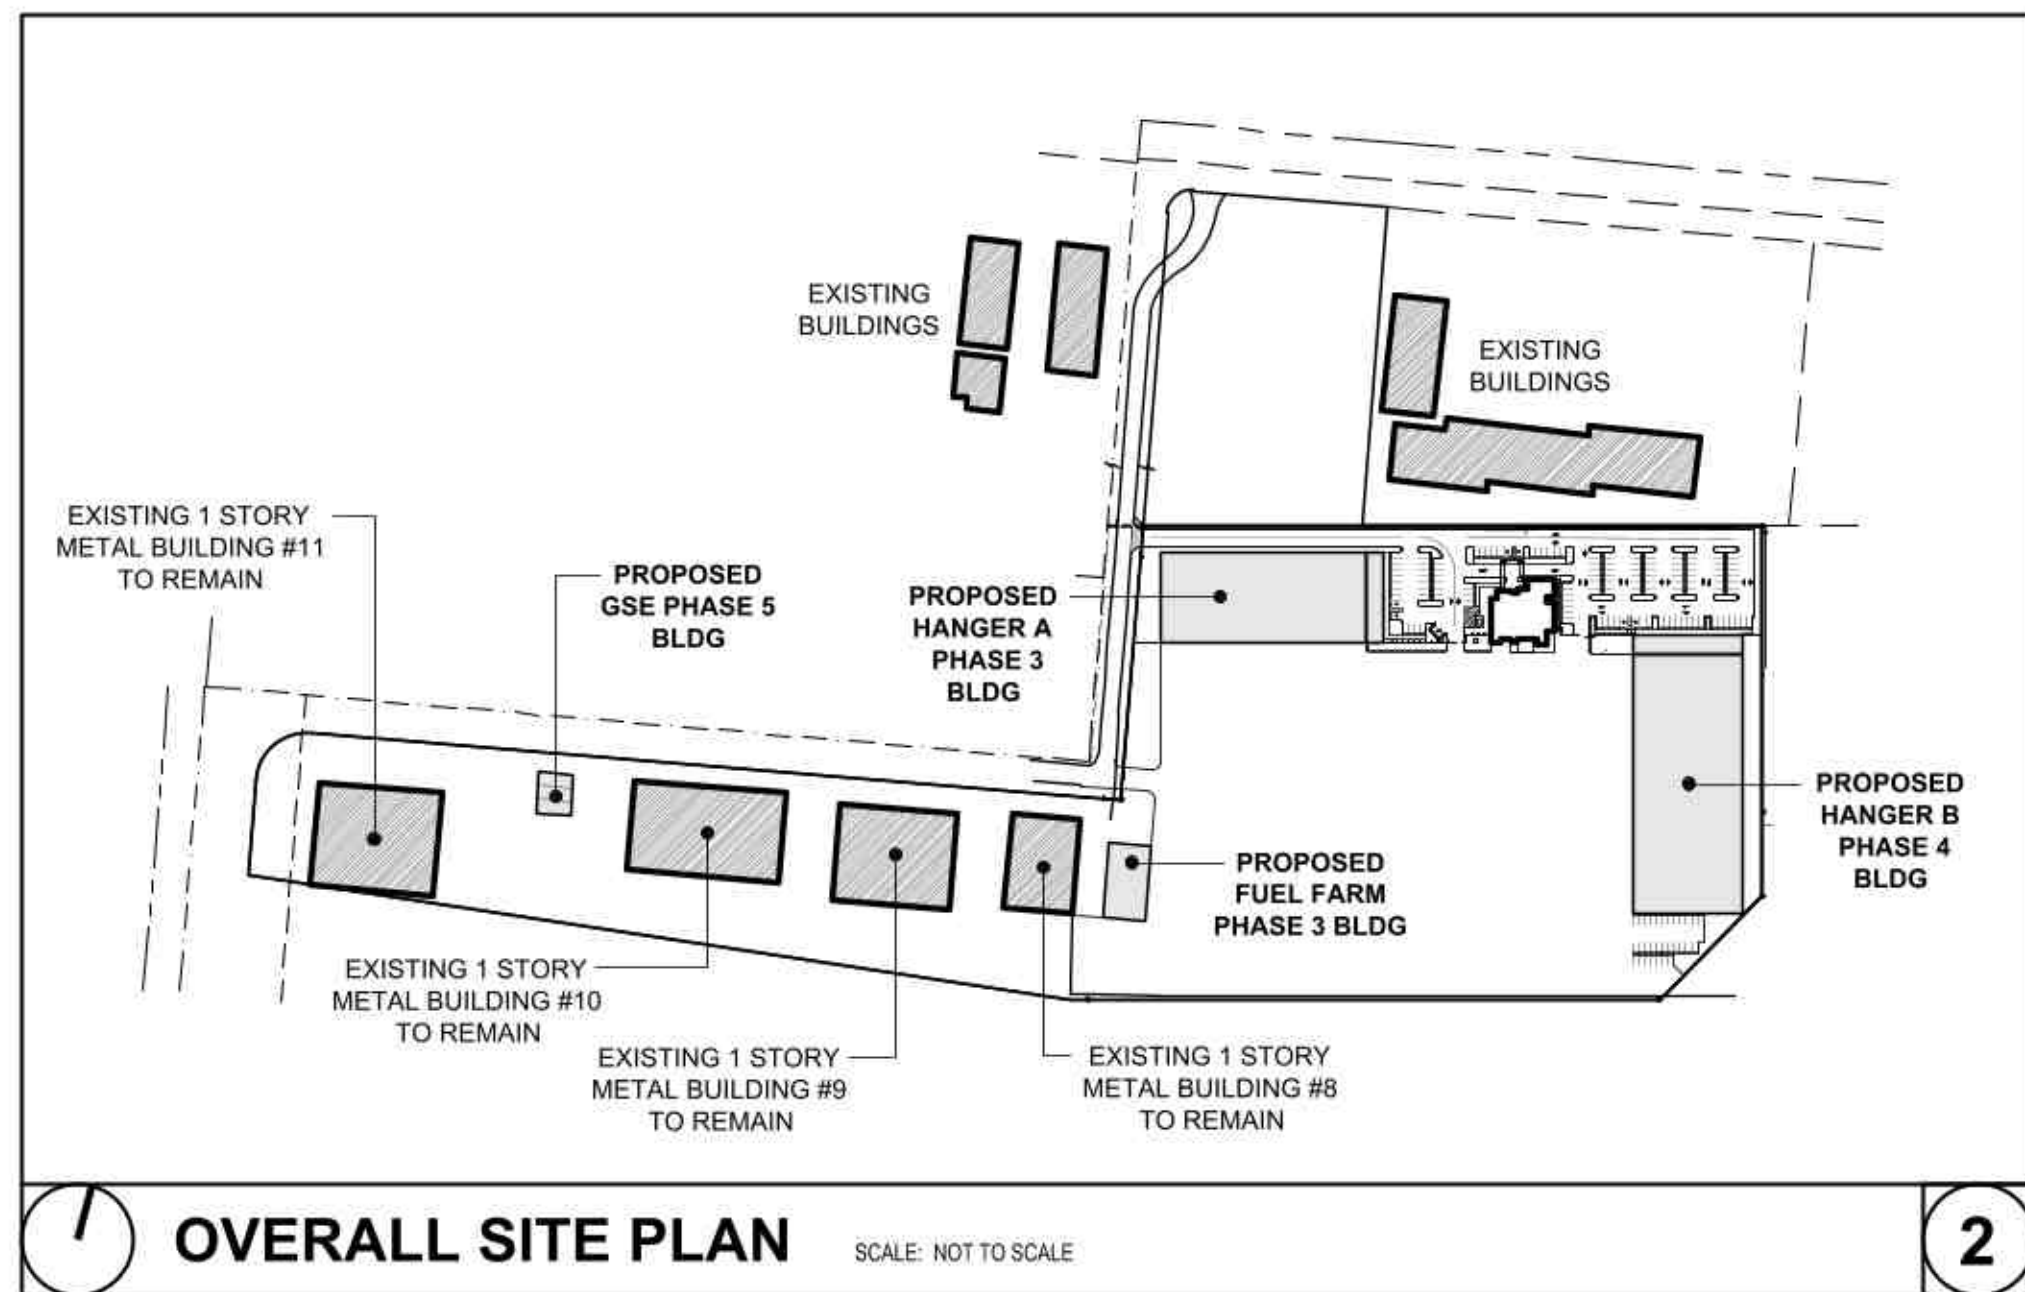 EXISTING
BUILDINGS
EXISTING
BUILDINGS
EXISTING 1 STORY
METAL BUILDING #11
TO REMAIN
PROPOSED
GSE PHASE 5
BLDG
PROPOSED
HANGER A
PHASE 3
BLDG
PROPOSED
HANGER B
PHASE 4
BLDG
PROPOSED
FUEL FARM
PHASE 3 BLDG
EXISTING 1 STORY
METAL BUILDING #10
TO REMAIN
EXISTING 1 STORY
METAL BUILDING #9
TO REMAIN
EXISTING 1 STORY
METAL BUILDING #8
TO REMAIN
OVERALL SITE PLAN
SCALE: NOT TO SCALE
2